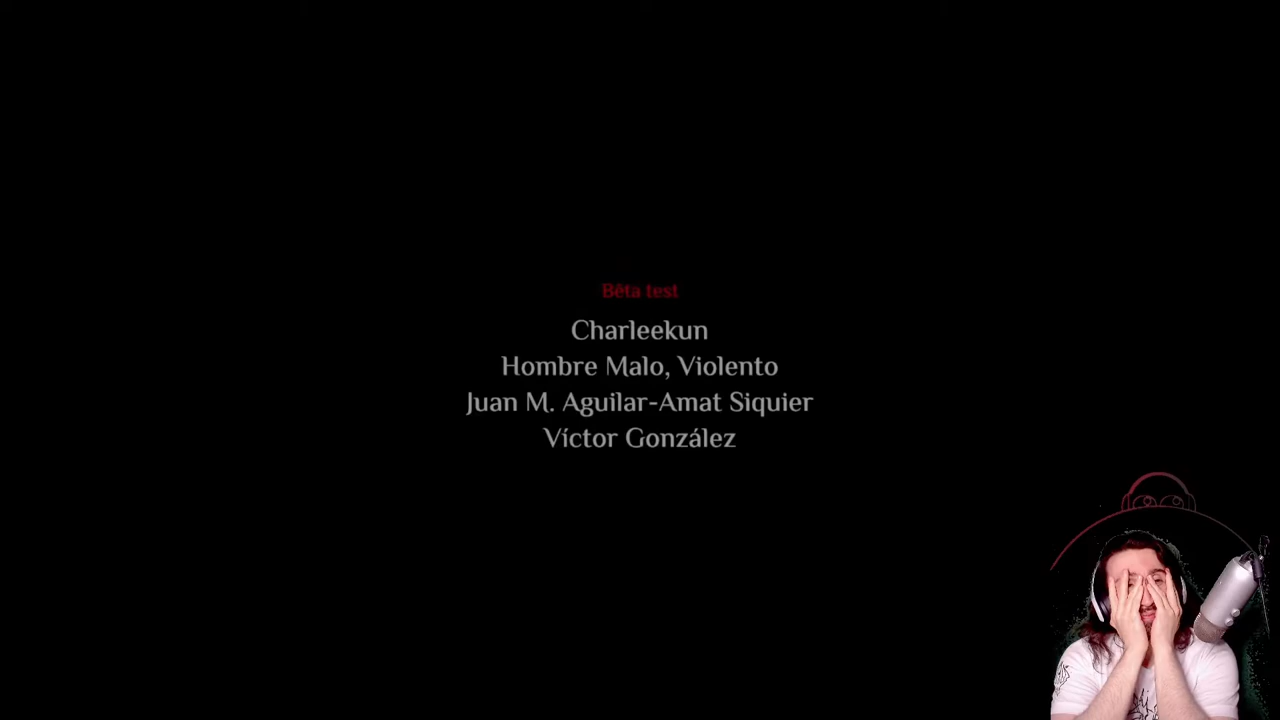 Bêta test
Charleekun
Hombre Malo, Violento
Juan M. Aguilar-Amat Siquier
Víctor González